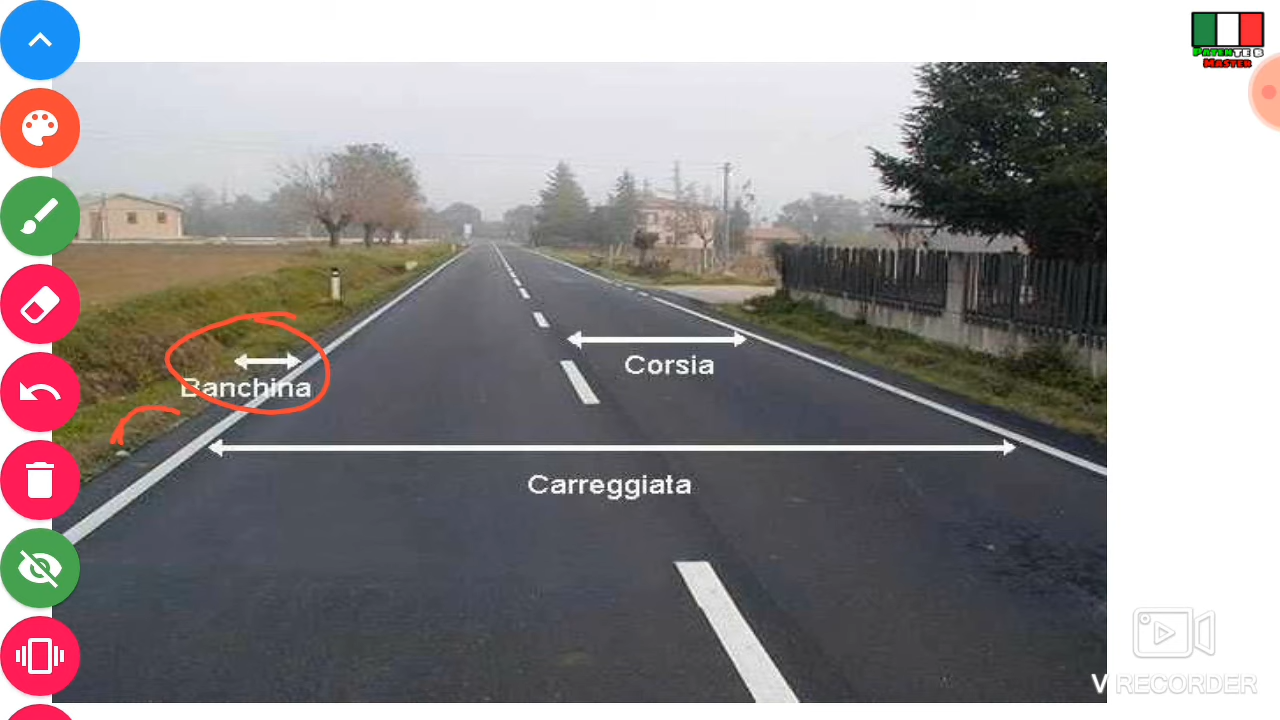 PATENTE B
MASTER
Corsia
Banchina
Carreggiata
V RECORDER